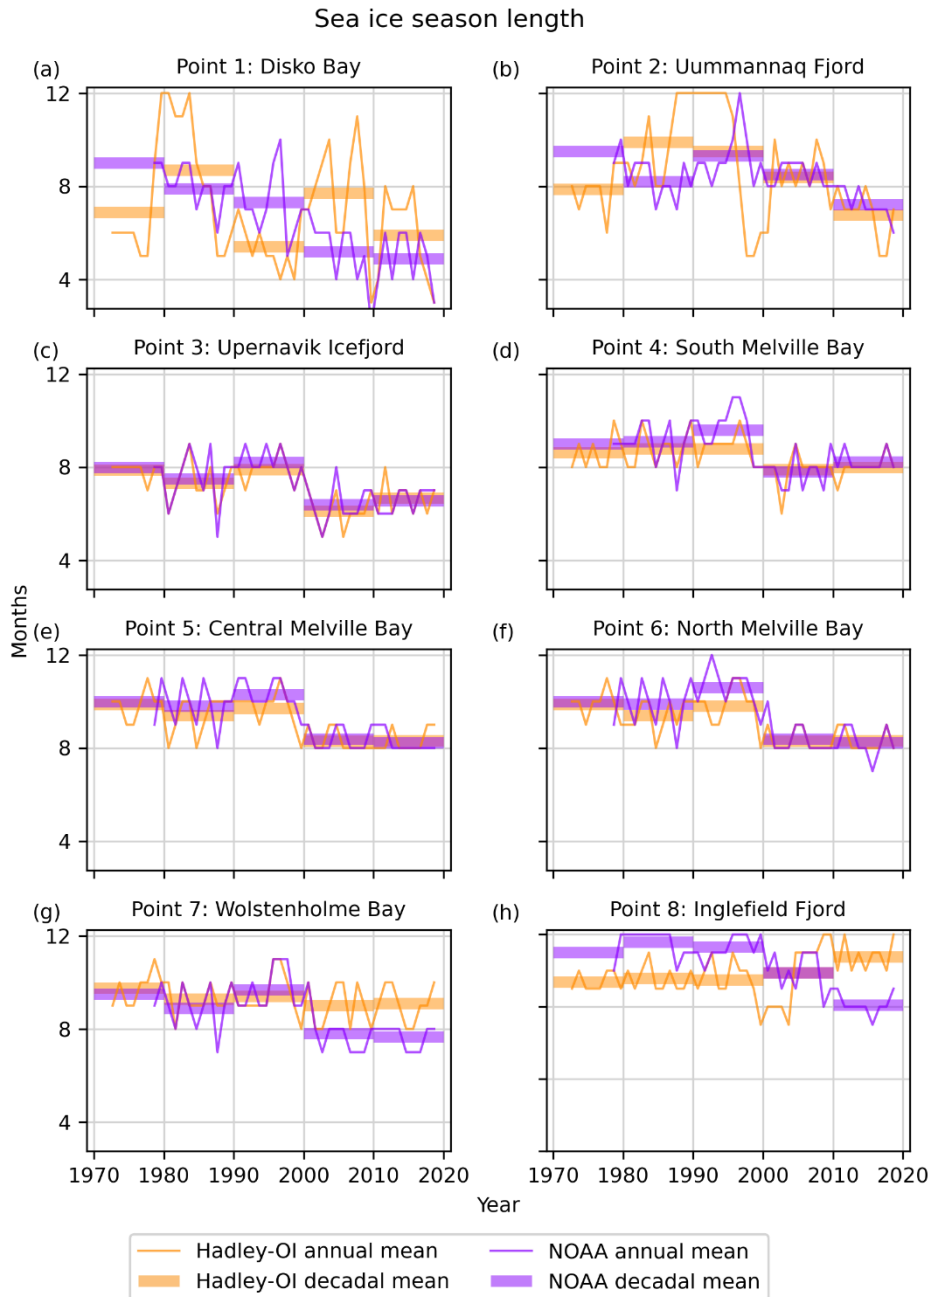 Sea ice season length
(a) Point 1: Disko Bay
(b) Point 2: Uummannaq Fjord
12
8
4
(c) Point 3: Upernavik Icefjord
(d) Point 4: South Melville Bay
12
8
4
Months
(e) Point 5: Central Melville Bay
(f) Point 6: North Melville Bay
12
8
4
(g) Point 7: Wolstenholme Bay
(h) Point 8: Inglefield Fjord
12
8
4
1970 1980 1990 2000 2010 2020
1970 1980 1990 2000 2010 2020
Year
Hadley-OI annual mean
Hadley-OI decadal mean
NOAA annual mean
NOAA decadal mean